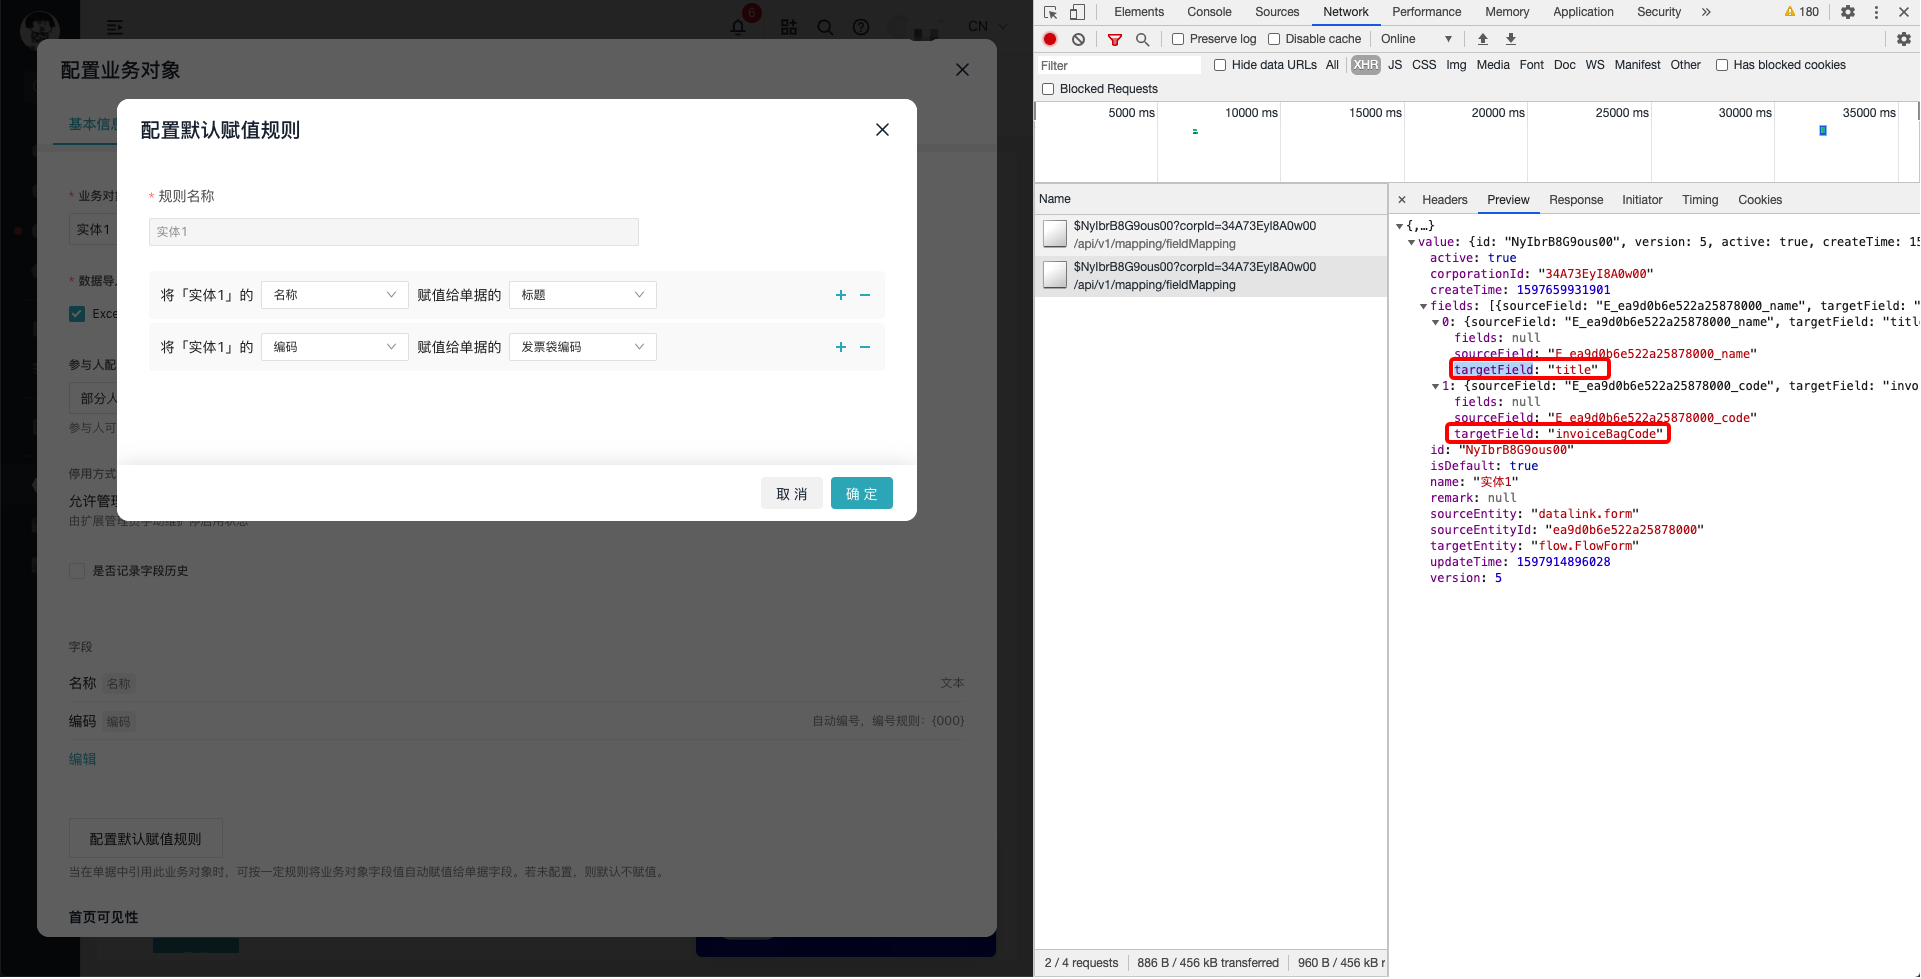 6
CN
配置业务对象
基本信息
配置默认赋值规则
* 规则名称
实体1
将「实体1」的
名称
赋值给单据的
标题
将「实体1」的
编码
赋值给单据的
发票袋编码
取 消
确 定
* 业务对
实体1
* 数据导
Exce
参与人配
部分人
参与人可
停用方式
允许管理
由扩展管理员手动维护停启用状态
是否记录字段历史
字段
名称 名称
文本
编码 编码
自动编号，编号规则：{000}
编辑
配置默认赋值规则
当在单据中引用此业务对象时，可按一定规则将业务对象字段值自动赋值给单据字段。若未配置，则默认不赋值。
首页可见性
Elements Console Sources Network Performance Memory Application Security » 180
Preserve log Disable cache Online
Filter Hide data URLs All XHR JS CSS Img Media Font Doc WS Manifest Other Has blocked cookies
Blocked Requests
5000 ms 10000 ms 15000 ms 20000 ms 25000 ms 30000 ms 35000 ms
Name
$NyIbrB8G9ous00?corpId=34A73EyI8A0w00
/api/v1/mapping/fieldMapping
$NyIbrB8G9ous00?corpId=34A73EyI8A0w00
/api/v1/mapping/fieldMapping
2 / 4 requests 886 B / 456 kB transferred 960 B / 456 kB r
Headers Preview Response Initiator Timing Cookies
{,…}
value: {id: "NyIbrB8G9ous00", version: 5, active: true, createTime: 15
active: true
corporationId: "34A73EyI8A0w00"
createTime: 1597659931901
fields: [{sourceField: "E_ea9d0b6e522a25878000_name", targetField: "
0: {sourceField: "E_ea9d0b6e522a25878000_name", targetField: "titl
fields: null
sourceField: "E_ea9d0b6e522a25878000_name"
targetField: "title"
1: {sourceField: "E_ea9d0b6e522a25878000_code", targetField: "invo
fields: null
sourceField: "E_ea9d0b6e522a25878000_code"
targetField: "invoiceBagCode"
id: "NyIbrB8G9ous00"
isDefault: true
name: "实体1"
remark: null
sourceEntity: "datalink.form"
sourceEntityId: "ea9d0b6e522a25878000"
targetEntity: "flow.FlowForm"
updateTime: 1597914896028
version: 5